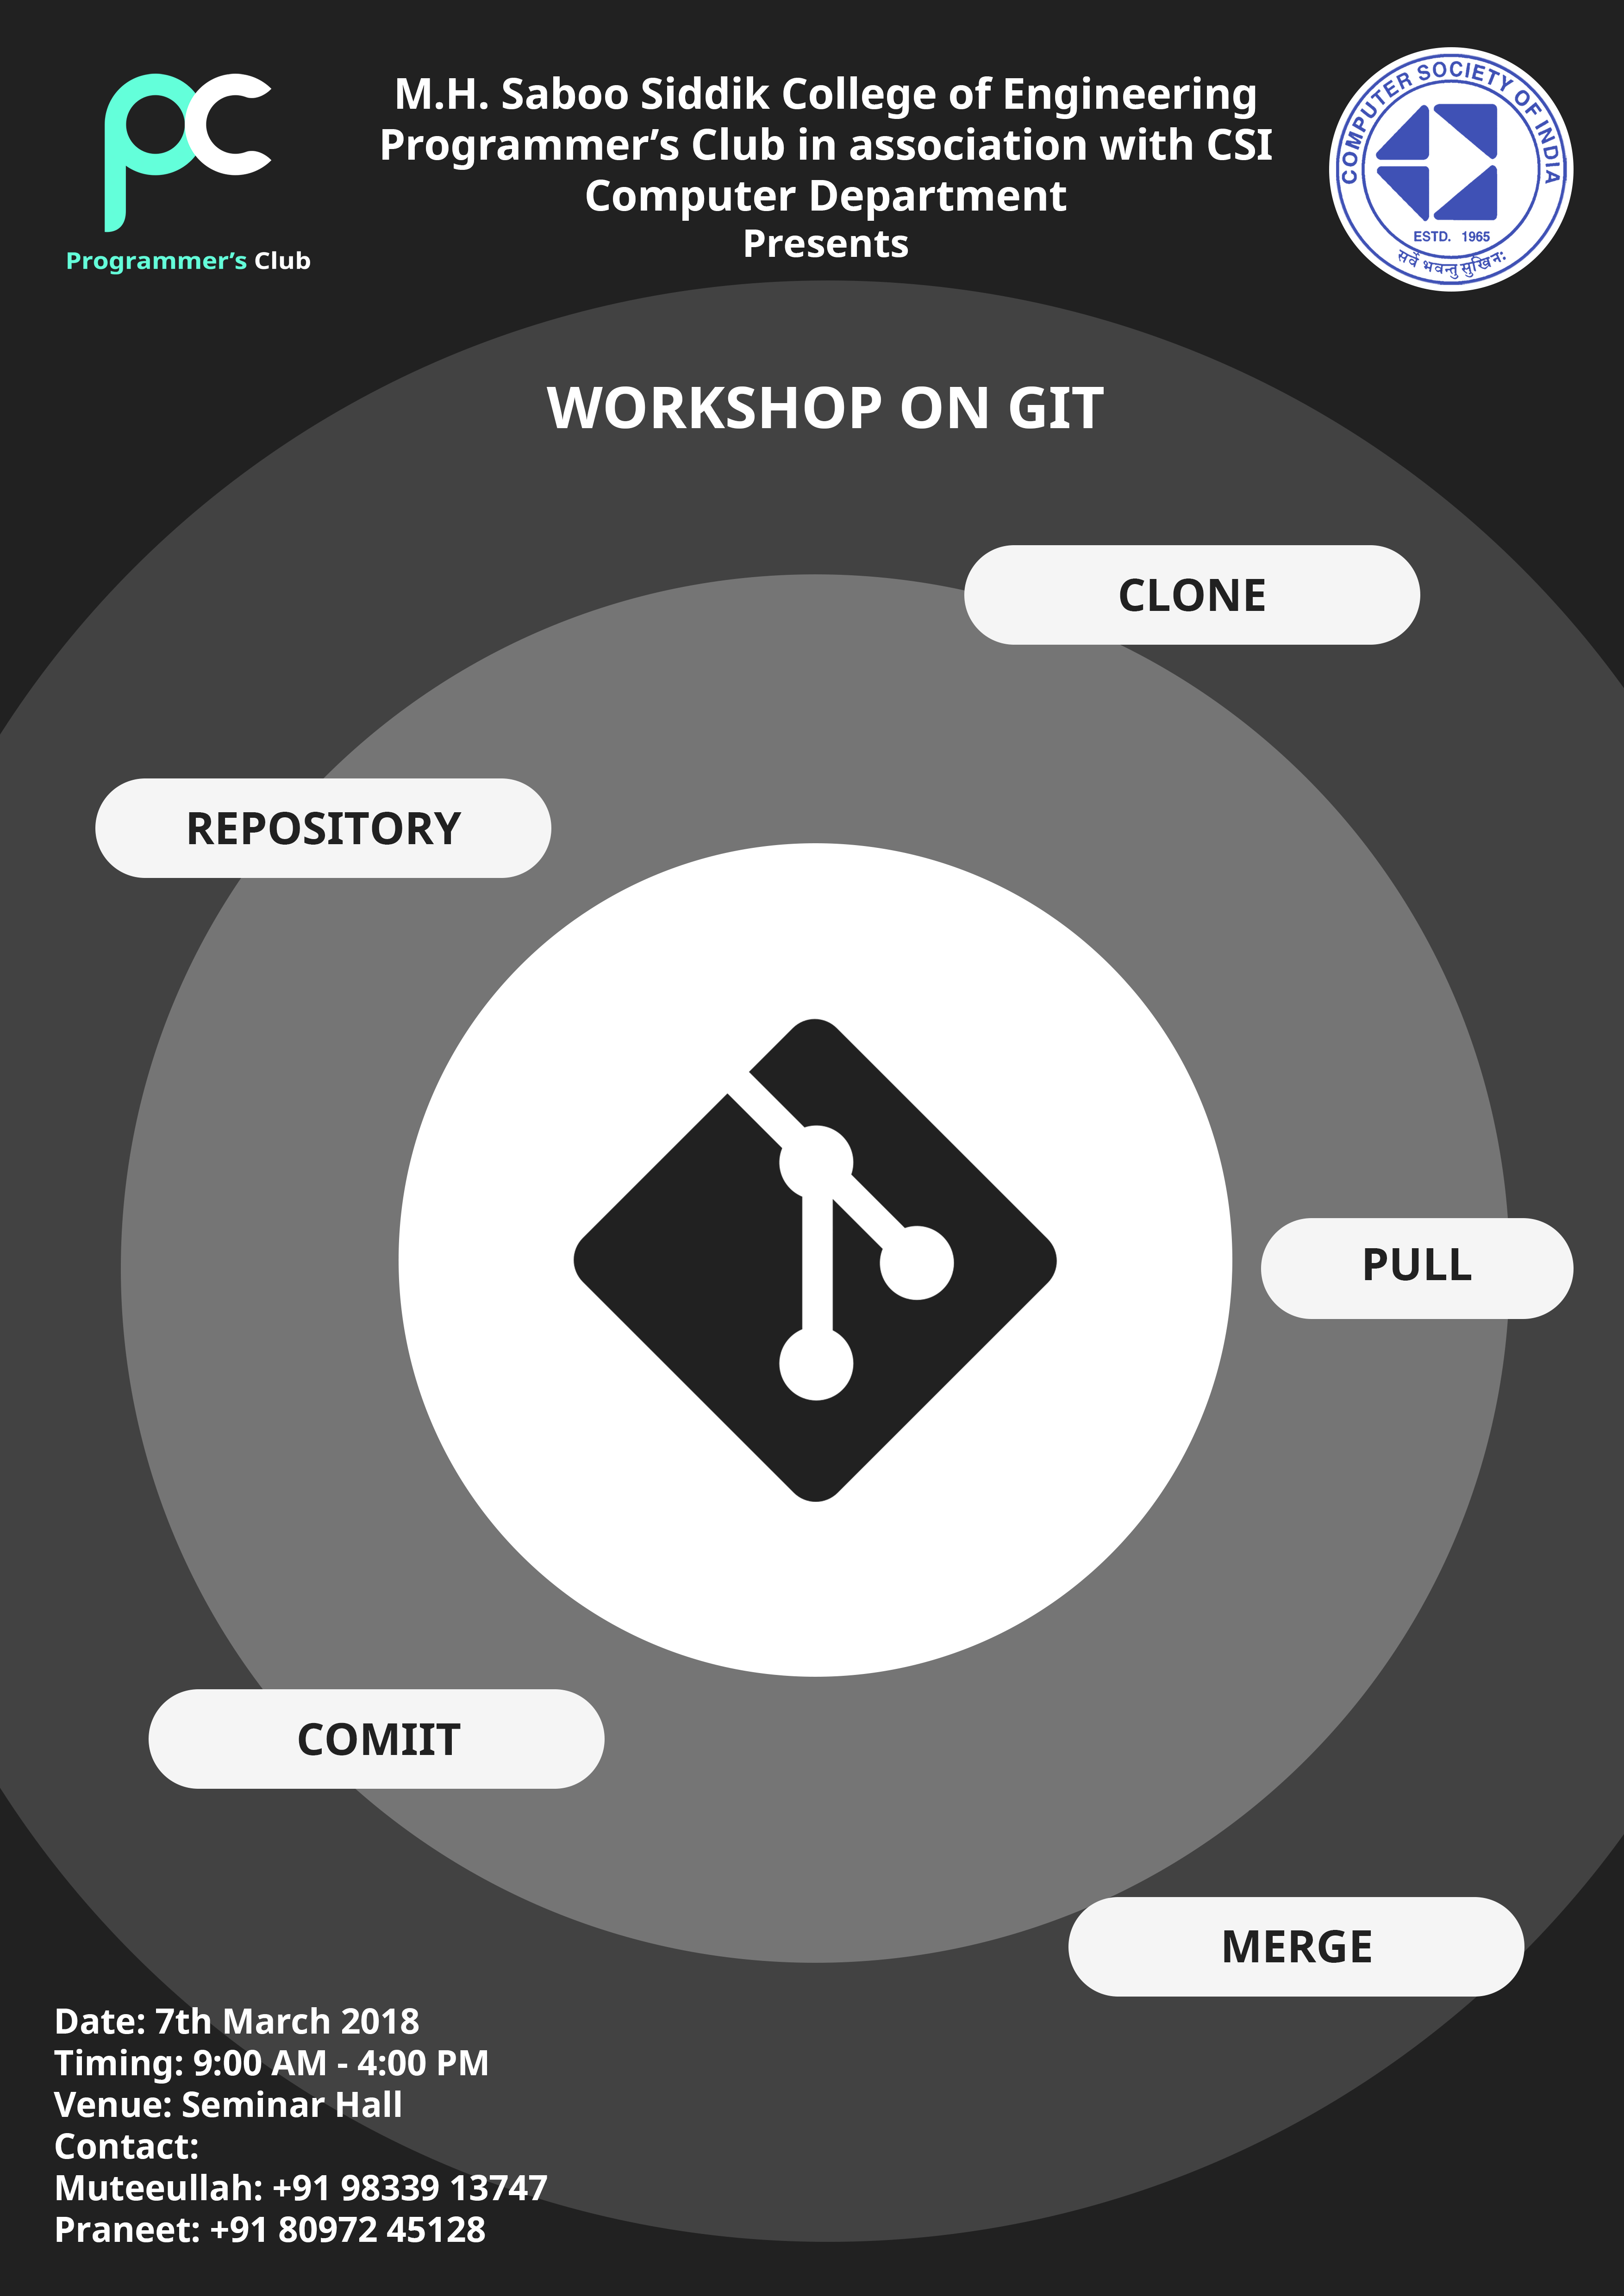 M.H. Saboo Siddik College of Engineering
Programmer’s Club in association with CSI
Computer Department
Presents
Programmer’s Club
COMPUTER SOCIETY OF INDIA
ESTD. 1965
सर्वे भवन्तु सुखिनः
WORKSHOP ON GIT
CLONE
REPOSITORY
PULL
COMIIT
MERGE
Date: 7th March 2018
Timing: 9:00 AM - 4:00 PM
Venue: Seminar Hall
Contact:
Muteeullah: +91 98339 13747
Praneet: +91 80972 45128